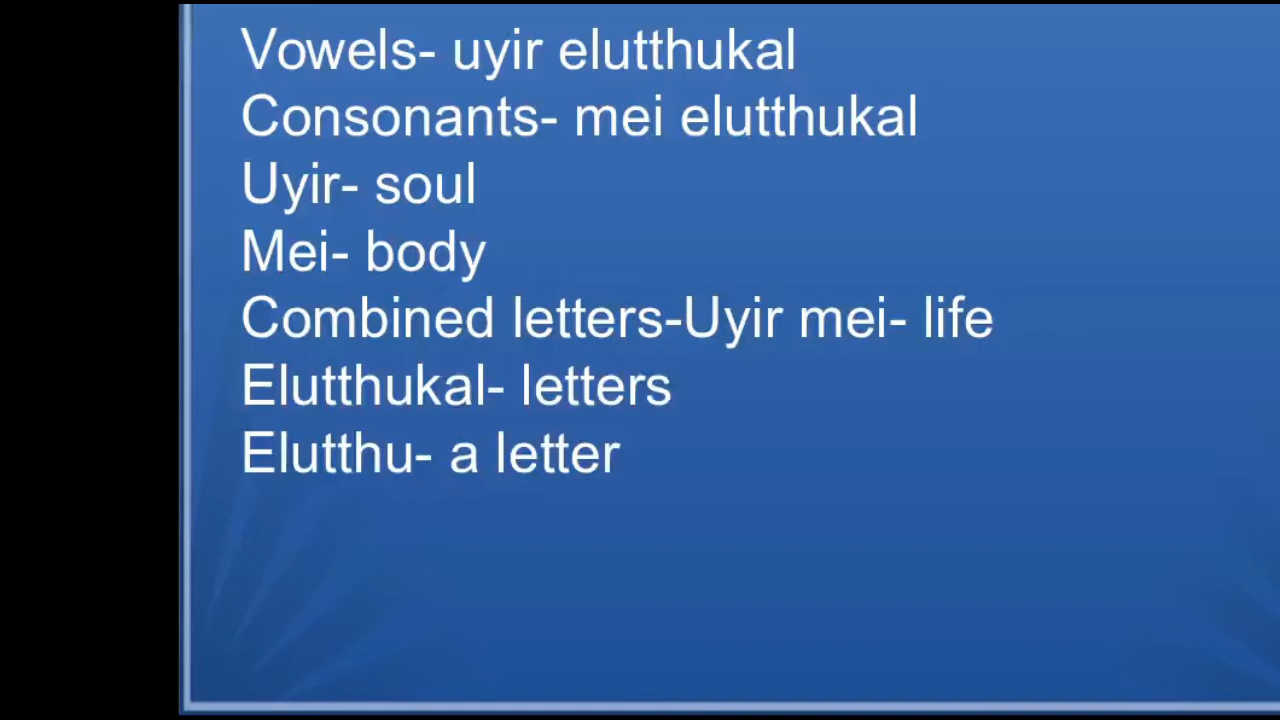 Vowels- uyir elutthukal
Consonants- mei elutthukal
Uyir- soul
Mei- body
Combined letters-Uyir mei- life
Elutthukal- letters
Elutthu- a letter